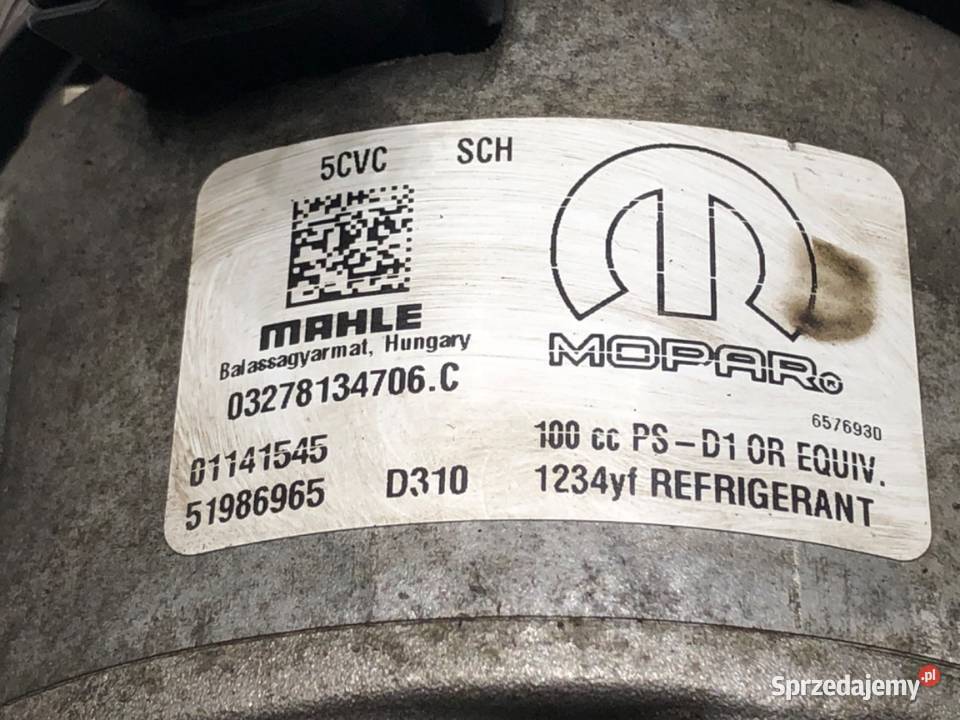 5CVC SCH
MAHLE
Balassagyarmat, Hungary
03278134706.C
01141545
51986965 D310
MOPAR®
6576930
100 cc PS-D1 OR EQUIV.
1234yf REFRIGERANT
Sprzedajemy.pl